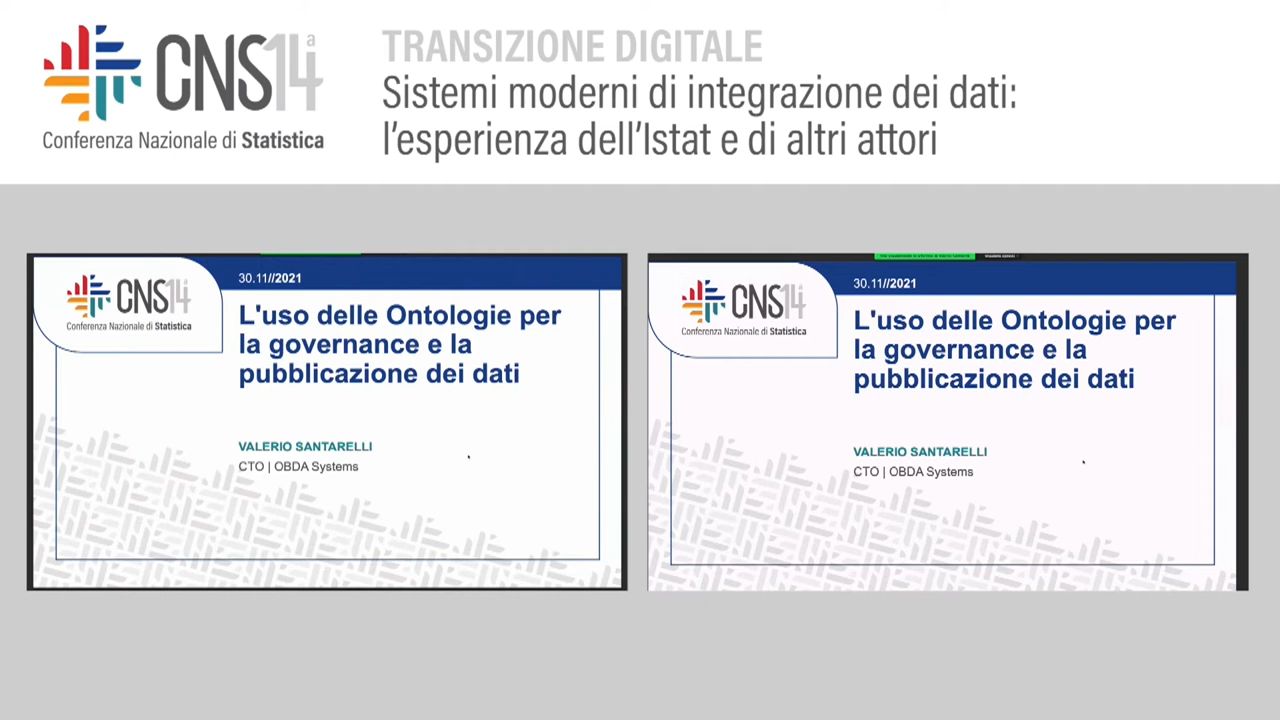 CNS14ª
Conferenza Nazionale di Statistica
TRANSIZIONE DIGITALE
Sistemi moderni di integrazione dei dati:
l'esperienza dell'Istat e di altri attori
CNS14
Conferenza Nazionale di Statistica
30.11//2021
L'uso delle Ontologie per
la governance e la
pubblicazione dei dati
VALERIO SANTARELLI
CTO | OBDA Systems
CNS14
Conferenza Nazionale di Statistica
30.11//2021
L'uso delle Ontologie per
la governance e la
pubblicazione dei dati
VALERIO SANTARELLI
CTO | OBDA Systems